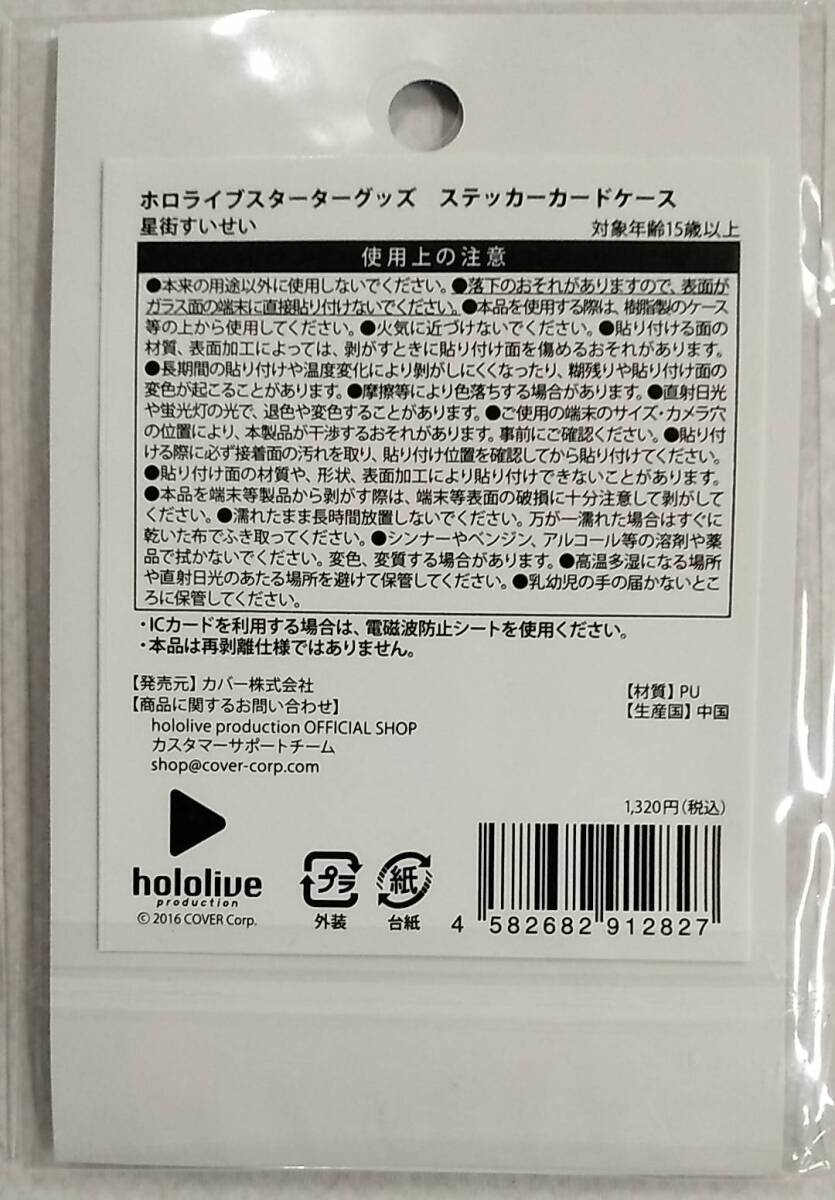 ホロライブスターターグッズ　ステッカーカードケース
星街すいせい
対象年齢15歳以上
使用上の注意
●本来の用途以外に使用しないでください。●落下のおそれがありますので、表面が
ガラス面の端末に直接貼り付けないでください。●本品を使用する際は、樹脂製のケース
等の上から使用してください。●火気に近づけないでください。●貼り付ける面の
材質、表面加工によっては、剥がすときに貼り付け面を傷めるおそれがあります。
●長期間の貼り付けや温度変化により剥がしにくくなったり、糊残りや貼り付け面の
変色が起こることがあります。●摩擦等により色落ちする場合があります。●直射日光
や蛍光灯の光で、退色や変色することがあります。●ご使用の端末のサイズ・カメラ穴
の位置により、本製品が干渉するおそれがあります。事前にご確認ください。●貼り付
ける際に必ず接着面の汚れを取り、貼り付け位置を確認してから貼り付けてください。
●貼り付け面の材質や、形状、表面加工により貼り付けできないことがあります。
●本品を端末等製品から剥がす際は、端末等表面の破損に十分注意して剥がして
ください。●濡れたまま長時間放置しないでください。万が一濡れた場合はすぐに
乾いた布でふき取ってください。●シンナーやベンジン、アルコール等の溶剤や薬
品で拭かないでください。変色、変質する場合があります。●高温多湿になる場所
や直射日光のあたる場所を避けて保管してください。●乳幼児の手の届かないとこ
ろに保管してください。
・ICカードを利用する場合は、電磁波防止シートを使用ください。
・本品は再剥離仕様ではありません。
【発売元】カバー株式会社
【商品に関するお問い合わせ】
hololive production OFFICIAL SHOP
カスタマーサポートチーム
shop@cover-corp.com
【材質】PU
【生産国】中国
1,320円（税込）
hololive
production
© 2016 COVER Corp.
プラ
外装
紙
台紙
4 582682 912827